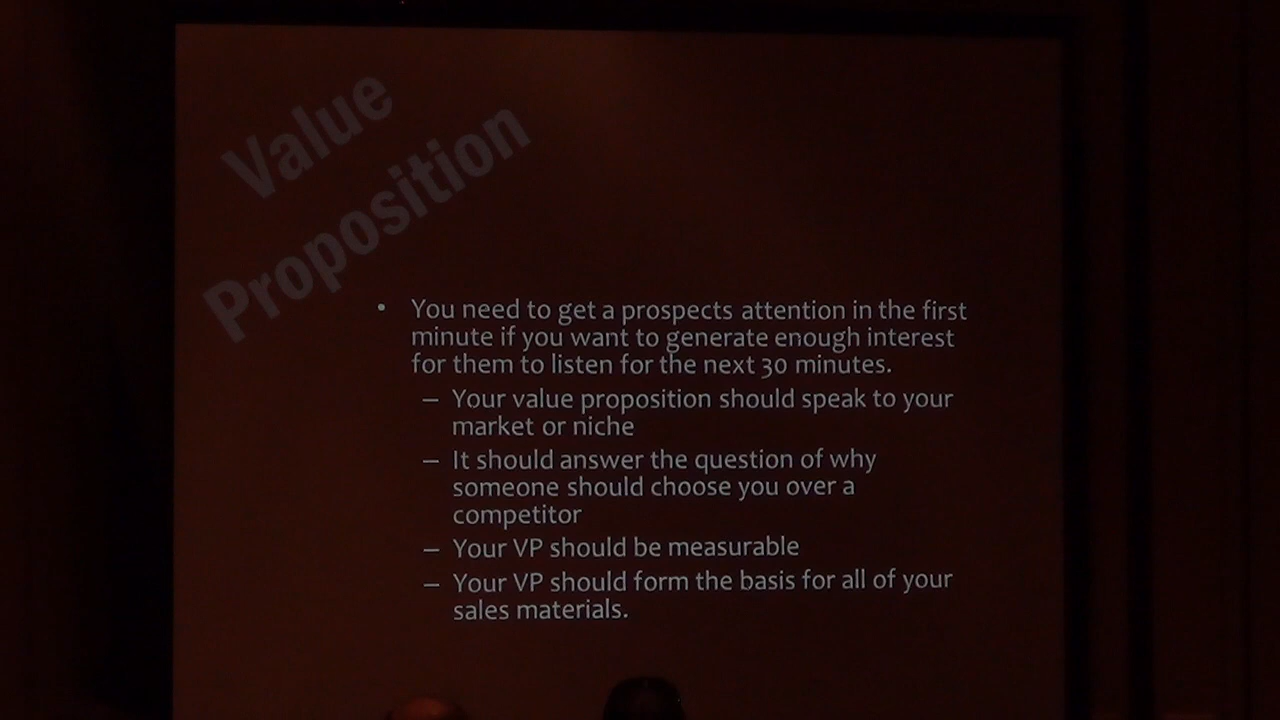 Value
Proposition
• You need to get a prospects attention in the first
minute if you want to generate enough interest
for them to listen for the next 30 minutes.
– Your value proposition should speak to your
market or niche
– It should answer the question of why
someone should choose you over a
competitor
– Your VP should be measurable
– Your VP should form the basis for all of your
sales materials.